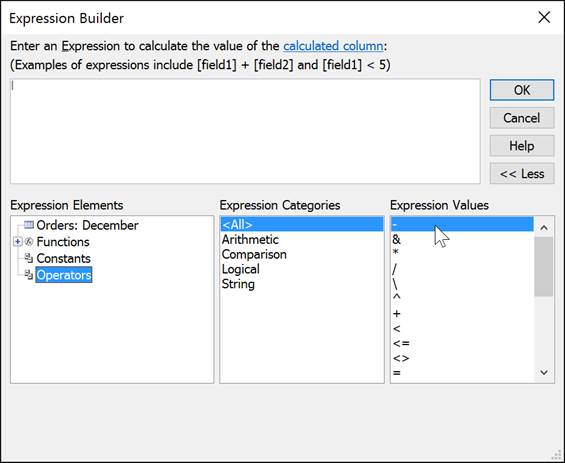 Expression Builder
Enter an Expression to calculate the value of the calculated column:
(Examples of expressions include [field1] + [field2] and [field1] < 5)
OK
Cancel
Help
<< Less
Expression Elements
Expression Categories
Expression Values
Orders: December
Functions
Constants
Operators
<All>
Arithmetic
Comparison
Logical
String
-
&
*
/
\
^
+
<
<=
<>
=